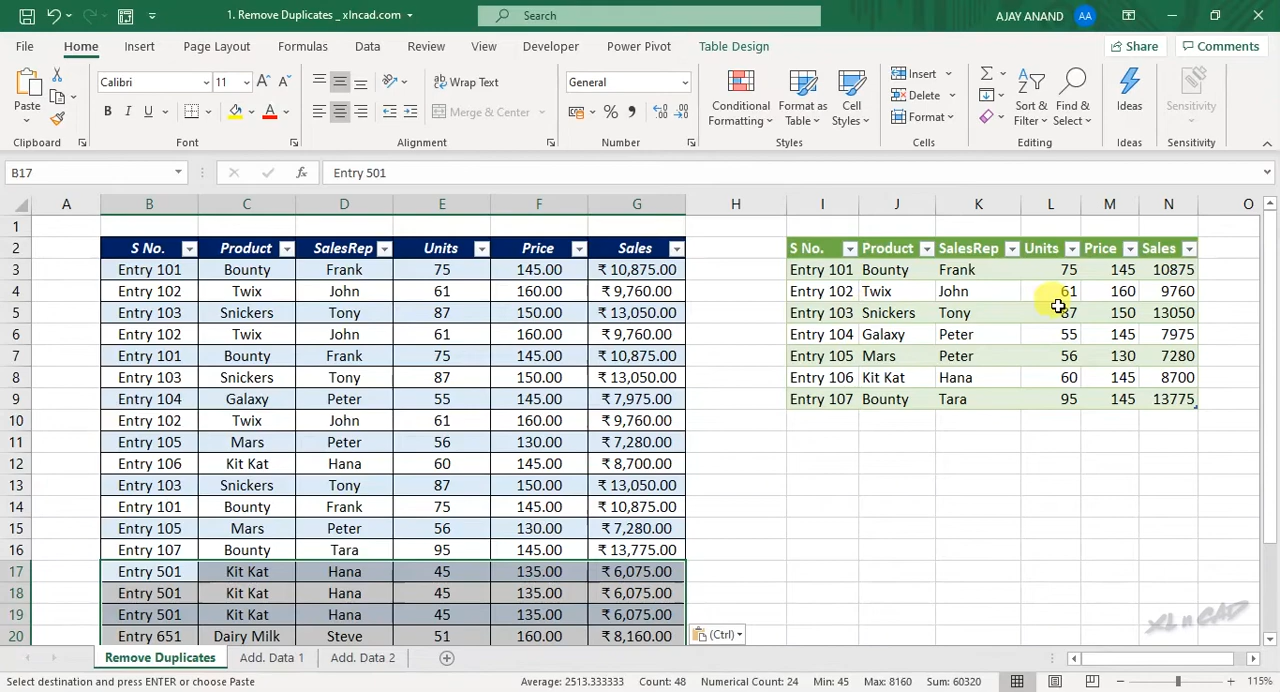 1. Remove Duplicates _ xlncad.com
Search
AJAY ANAND
AA
File
Home
Insert
Page Layout
Formulas
Data
Review
View
Developer
Power Pivot
Table Design
Share
Comments
Paste
Clipboard
Calibri
11
Font
Wrap Text
Merge & Center
Alignment
General
Number
Conditional
Formatting
Format as
Table
Cell
Styles
Styles
Insert
Delete
Format
Cells
Sort &
Filter
Find &
Select
Editing
Ideas
Ideas
Sensitivity
Sensitivity
B17
fx
Entry 501
A B C D E F G H I J K L M N O
1
2 S No. Product SalesRep Units Price Sales S No. Product SalesRep Units Price Sales
3 Entry 101 Bounty Frank 75 145.00 ₹ 10,875.00 Entry 101 Bounty Frank 75 145 10875
4 Entry 102 Twix John 61 160.00 ₹ 9,760.00 Entry 102 Twix John 61 160 9760
5 Entry 103 Snickers Tony 87 150.00 ₹ 13,050.00 Entry 103 Snickers Tony 87 150 13050
6 Entry 102 Twix John 61 160.00 ₹ 9,760.00 Entry 104 Galaxy Peter 55 145 7975
7 Entry 101 Bounty Frank 75 145.00 ₹ 10,875.00 Entry 105 Mars Peter 56 130 7280
8 Entry 103 Snickers Tony 87 150.00 ₹ 13,050.00 Entry 106 Kit Kat Hana 60 145 8700
9 Entry 104 Galaxy Peter 55 145.00 ₹ 7,975.00 Entry 107 Bounty Tara 95 145 13775
10 Entry 102 Twix John 61 160.00 ₹ 9,760.00
11 Entry 105 Mars Peter 56 130.00 ₹ 7,280.00
12 Entry 106 Kit Kat Hana 60 145.00 ₹ 8,700.00
13 Entry 103 Snickers Tony 87 150.00 ₹ 13,050.00
14 Entry 101 Bounty Frank 75 145.00 ₹ 10,875.00
15 Entry 105 Mars Peter 56 130.00 ₹ 7,280.00
16 Entry 107 Bounty Tara 95 145.00 ₹ 13,775.00
17 Entry 501 Kit Kat Hana 45 135.00 ₹ 6,075.00
18 Entry 501 Kit Kat Hana 45 135.00 ₹ 6,075.00
19 Entry 501 Kit Kat Hana 45 135.00 ₹ 6,075.00
20 Entry 651 Dairy Milk Steve 51 160.00 ₹ 8,160.00
(Ctrl)
XL n CAD
Remove Duplicates
Add. Data 1
Add. Data 2
Select destination and press ENTER or choose Paste
Average: 2513.333333
Count: 48
Numerical Count: 24
Min: 45
Max: 8160
Sum: 60320
115%